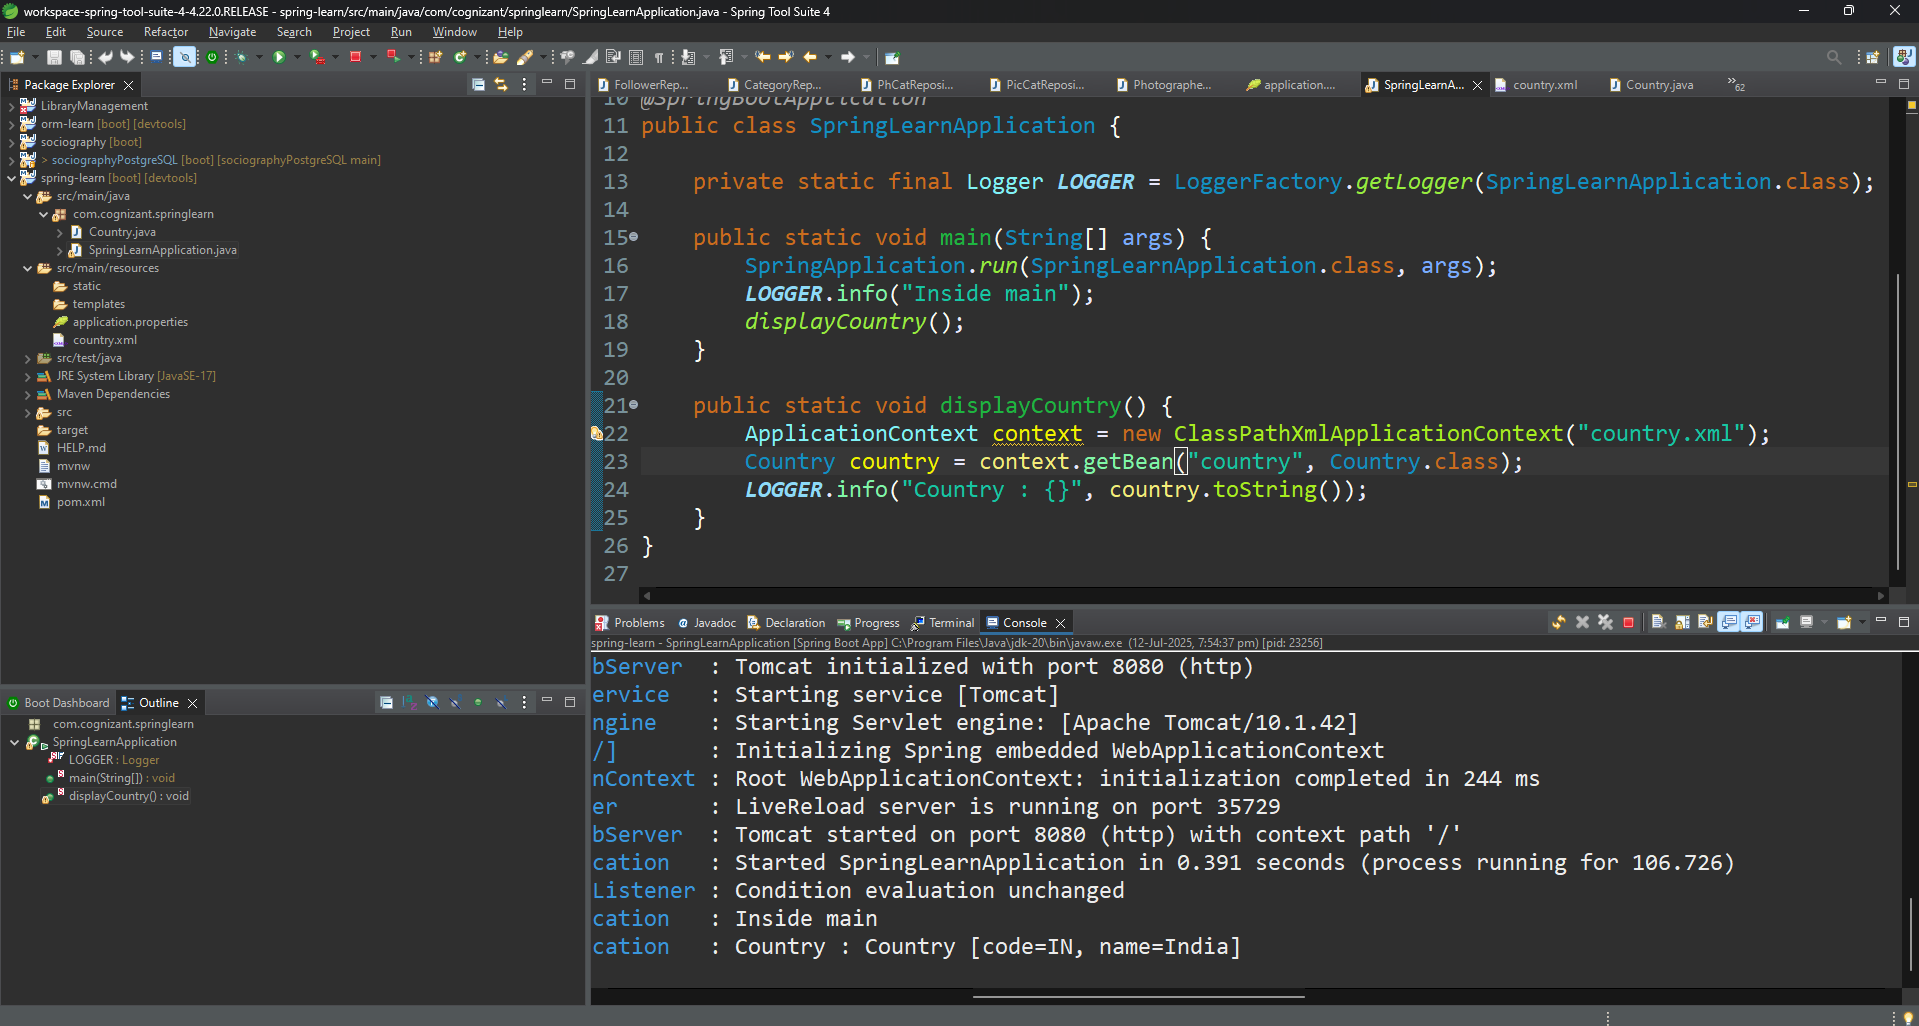 workspace-spring-tool-suite-4-4.22.0.RELEASE - spring-learn/src/main/java/com/cognizant/springlearn/SpringLearnApplication.java - Spring Tool Suite 4
File Edit Source Refactor Navigate Search Project Run Window Help
Package Explorer
LibraryManagement
orm-learn [boot] [devtools]
sociography [boot]
> sociographyPostgreSQL [boot] [sociographyPostgreSQL main]
spring-learn [boot] [devtools]
src/main/java
com.cognizant.springlearn
Country.java
SpringLearnApplication.java
src/main/resources
static
templates
application.properties
country.xml
src/test/java
JRE System Library [JavaSE-17]
Maven Dependencies
src
target
HELP.md
mvnw
mvnw.cmd
pom.xml
Boot Dashboard Outline
com.cognizant.springlearn
SpringLearnApplication
LOGGER : Logger
main(String[]) : void
displayCountry() : void
FollowerRep... CategoryRep... PhCatReposi... PicCatReposi... Photographe... application.... SpringLearnA... country.xml Country.java »62
10 @SpringBootApplication
11 public class SpringLearnApplication {
12
13 private static final Logger LOGGER = LoggerFactory.getLogger(SpringLearnApplication.class);
14
15 public static void main(String[] args) {
16 SpringApplication.run(SpringLearnApplication.class, args);
17 LOGGER.info("Inside main");
18 displayCountry();
19 }
20
21 public static void displayCountry() {
22 ApplicationContext context = new ClassPathXmlApplicationContext("country.xml");
23 Country country = context.getBean("country", Country.class);
24 LOGGER.info("Country : {}", country.toString());
25 }
26 }
27
Problems Javadoc Declaration Progress Terminal Console
spring-learn - SpringLearnApplication [Spring Boot App] C:\Program Files\Java\jdk-20\bin\javaw.exe (12-Jul-2025, 7:54:37 pm) [pid: 23256]
bServer : Tomcat initialized with port 8080 (http)
ervice : Starting service [Tomcat]
ngine : Starting Servlet engine: [Apache Tomcat/10.1.42]
/] : Initializing Spring embedded WebApplicationContext
nContext : Root WebApplicationContext: initialization completed in 244 ms
er : LiveReload server is running on port 35729
bServer : Tomcat started on port 8080 (http) with context path '/'
cation : Started SpringLearnApplication in 0.391 seconds (process running for 106.726)
Listener : Condition evaluation unchanged
cation : Inside main
cation : Country : Country [code=IN, name=India]